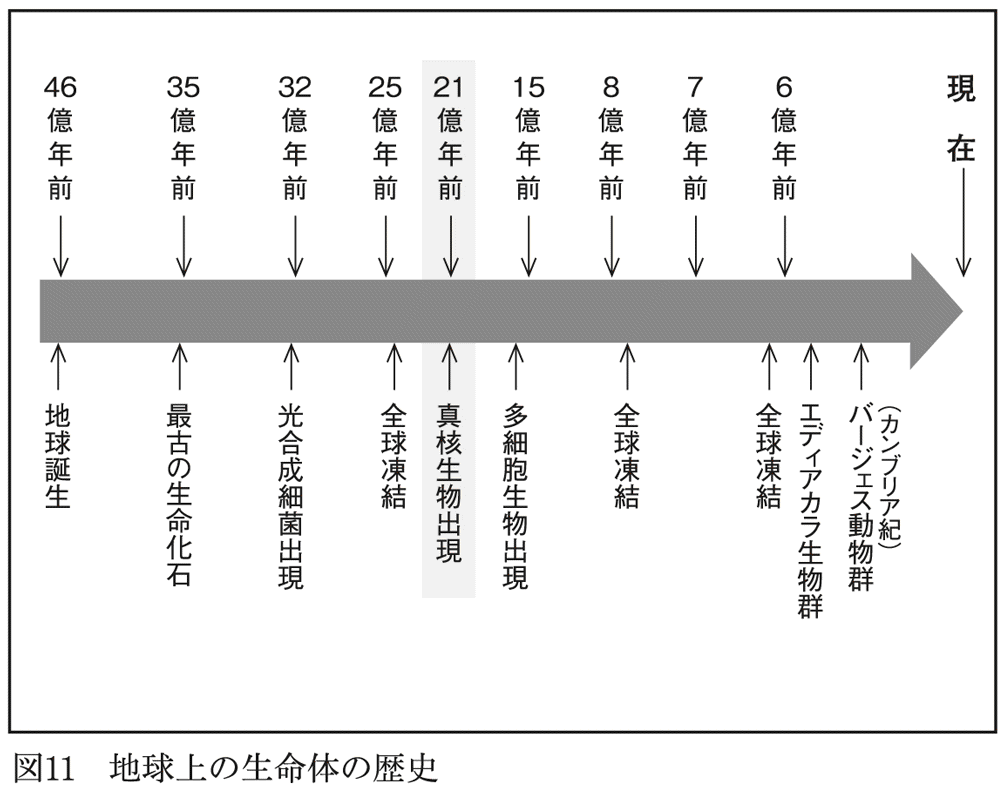 46億年前
35億年前
32億年前
25億年前
21億年前
15億年前
8億年前
7億年前
6億年前
現在
地球誕生
最古の生命化石
光合成細菌出現
全球凍結
真核生物出現
多細胞生物出現
全球凍結
全球凍結
エディアカラ生物群
バージェス動物群
(カンブリア紀)
図11 地球上の生命体の歴史